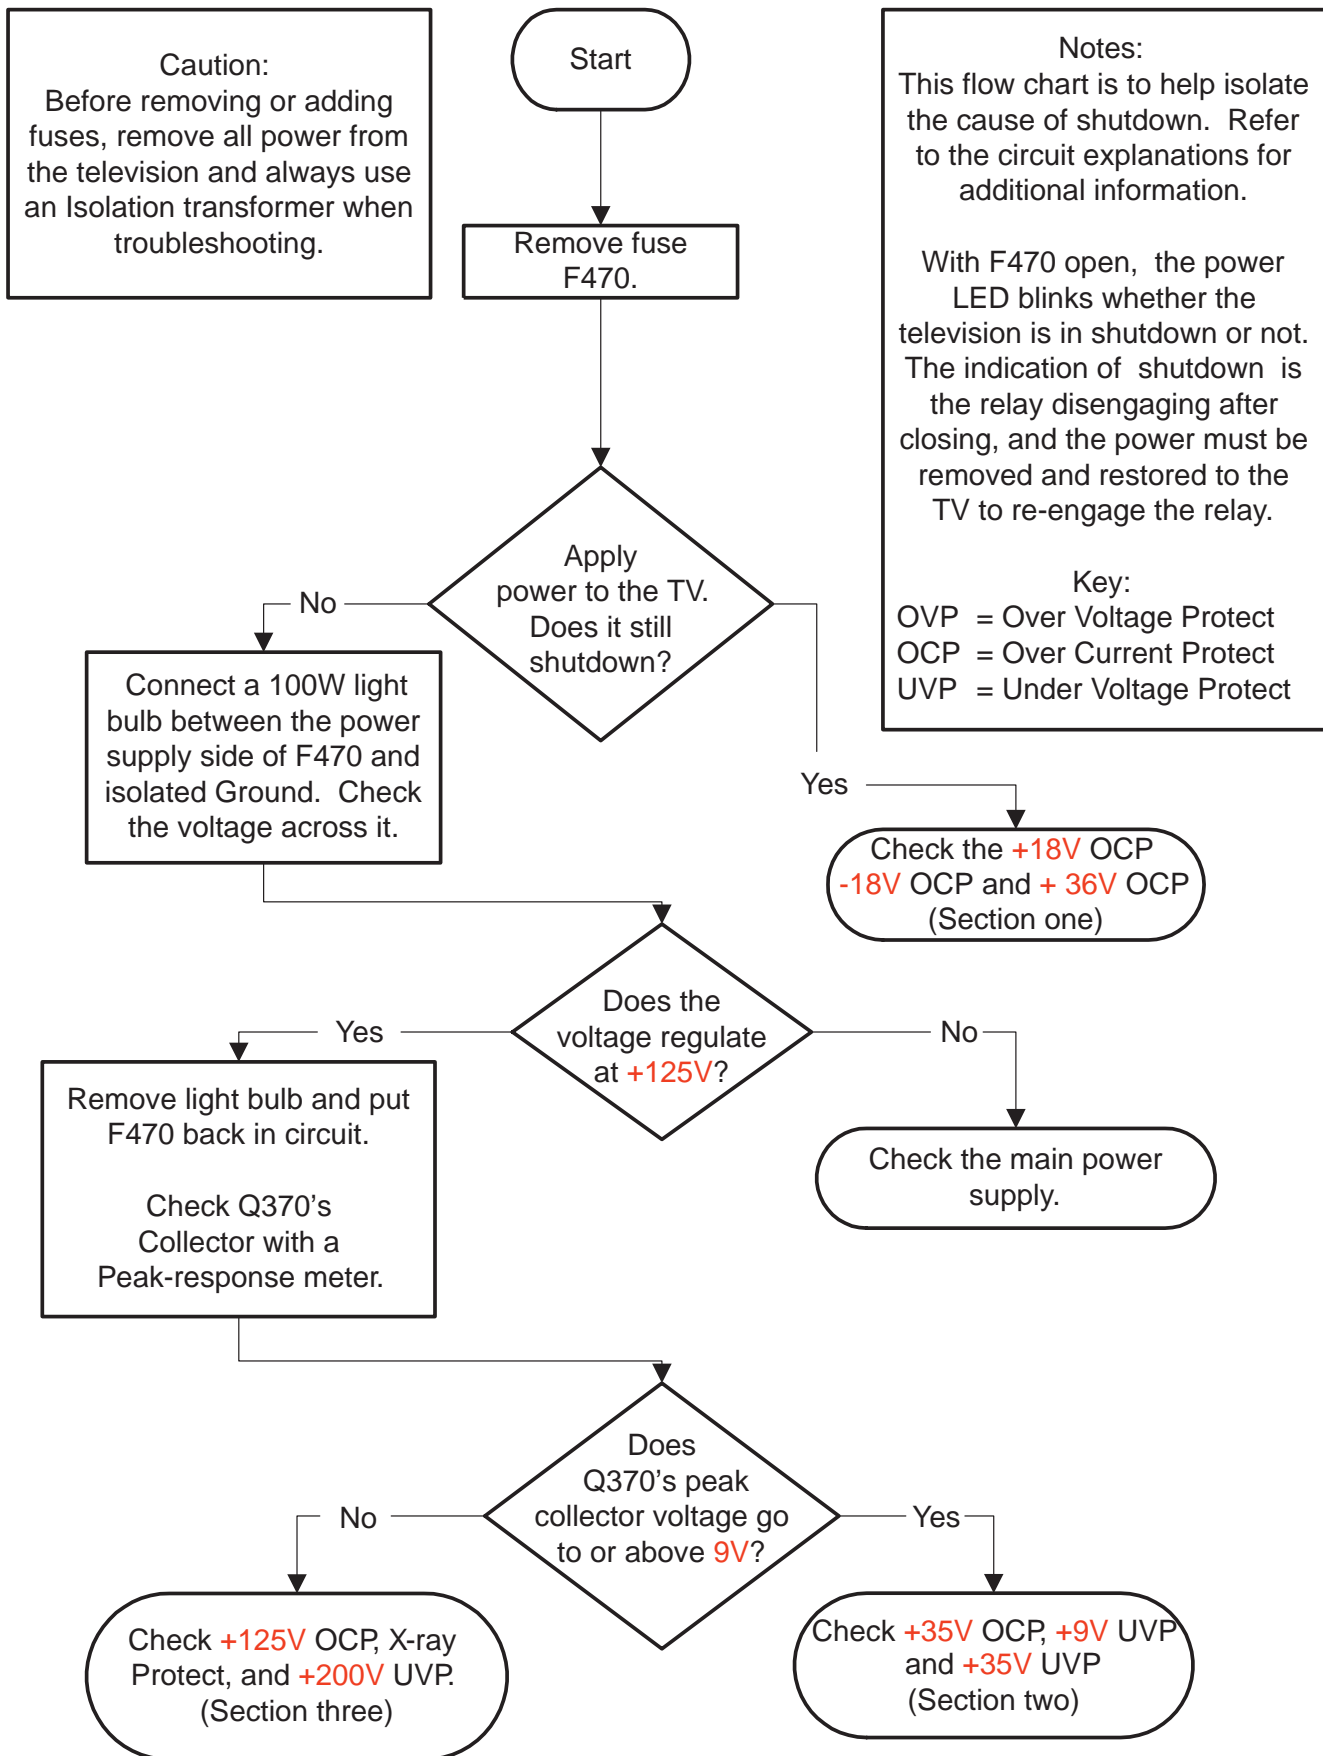 Caution:
Before removing or adding
fuses, remove all power from
the television and always use
an Isolation transformer when
troubleshooting.
Start
Notes:
This flow chart is to help isolate
the cause of shutdown.  Refer
to the circuit explanations for
additional information.
With F470 open,  the power
LED blinks whether the
television is in shutdown or not.
The indication of  shutdown  is
the relay disengaging after
closing, and the power must be
removed and restored to the
TV to re-engage the relay.
Key:
OVP  = Over Voltage Protect
OCP  = Over Current Protect
UVP  = Under Voltage Protect
Remove fuse
F470.
Apply
power to the TV.
Does it still
shutdown?
No
Yes
Connect a 100W light
bulb between the power
supply side of F470 and
isolated Ground.  Check
the voltage across it.
Check the +18V OCP
-18V OCP and + 36V OCP
(Section one)
Does the
voltage regulate
at +125V?
Yes
No
Remove light bulb and put
F470 back in circuit.
Check Q370’s
Collector with a
Peak-response meter.
Check the main power
supply.
Does
Q370’s peak
collector voltage go
to or above 9V?
No
Yes
Check +125V OCP, X-ray
Protect, and +200V UVP.
(Section three)
Check +35V OCP, +9V UVP
and +35V UVP
(Section two)